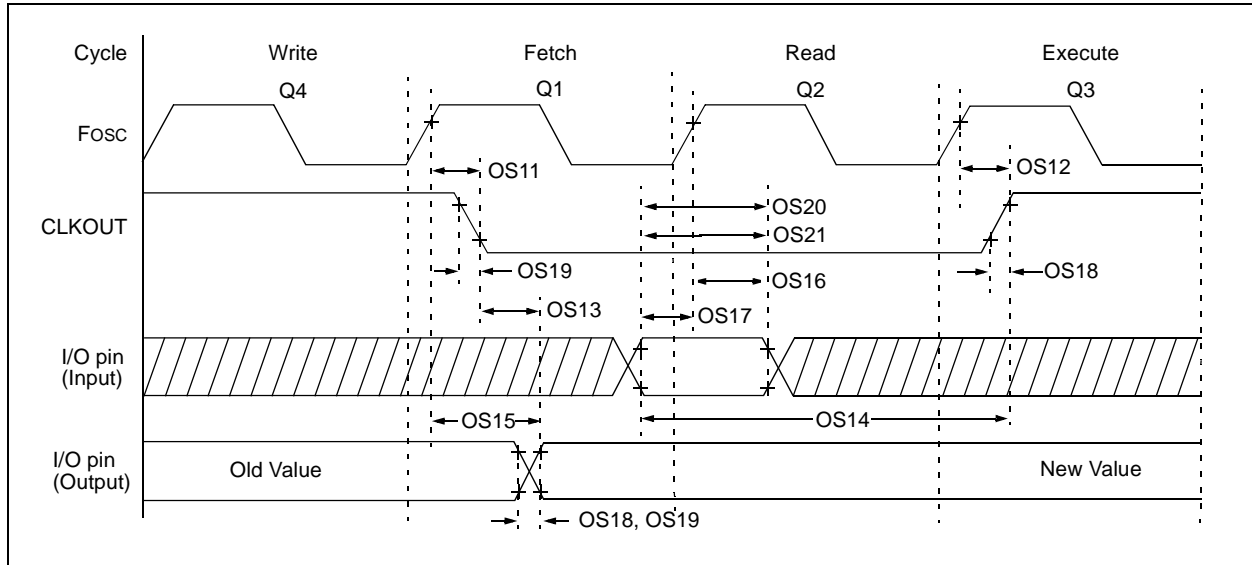 Cycle Write Fetch Read Execute
Q4 Q1 Q2 Q3
FOSC
OS11 OS12
OS20
CLKOUT OS21
OS19 OS18
OS16
OS13 OS17
I/O pin
(Input)
OS15 OS14
I/O pin
(Output)
Old Value New Value
OS18, OS19